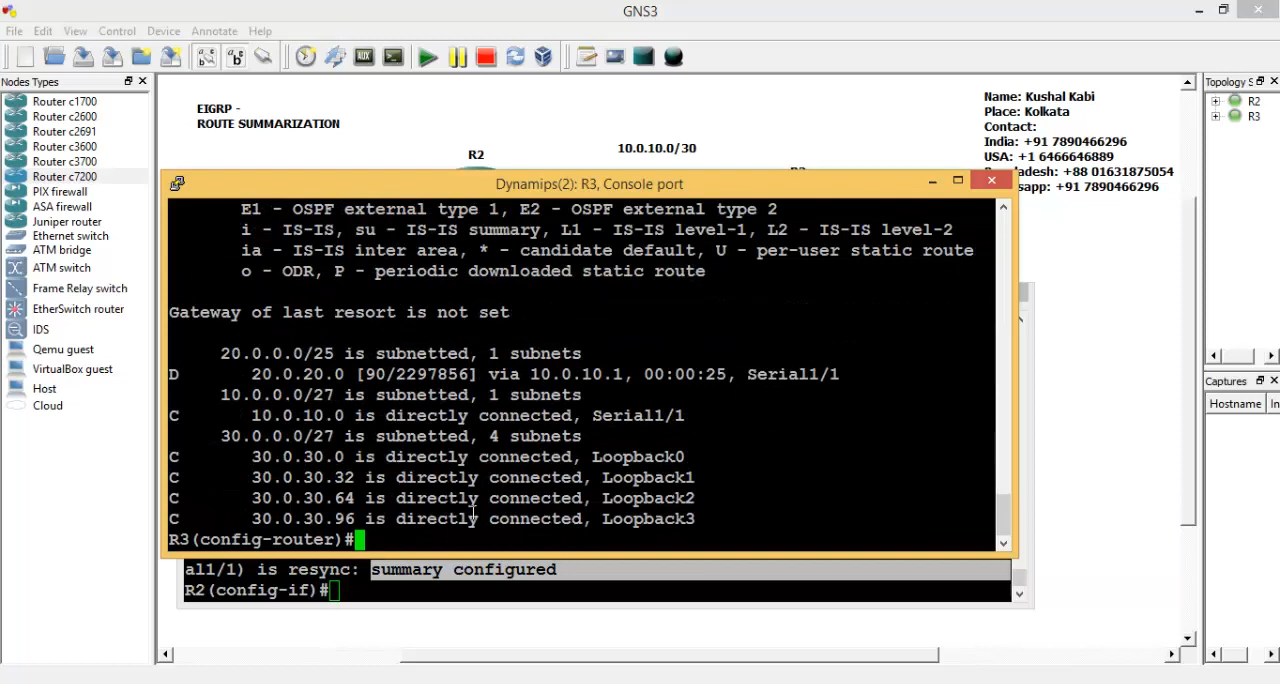 GNS3
File Edit View Control Device Annotate Help
Nodes Types
Router c1700
Router c2600
Router c2691
Router c3600
Router c3700
Router c7200
PIX firewall
ASA firewall
Juniper router
Ethernet switch
ATM bridge
ATM switch
Frame Relay switch
EtherSwitch router
IDS
Qemu guest
VirtualBox guest
Host
Cloud
EIGRP -
ROUTE SUMMARIZATION
R2
10.0.10.0/30
Name: Kushal Kabi
Place: Kolkata
Contact:
India: +91 7890466296
USA: +1 6466646889
desh: +88 01631875054
sapp: +91 7890466296
Dynamips(2): R3, Console port
E1 - OSPF external type 1, E2 - OSPF external type 2
i - IS-IS, su - IS-IS summary, L1 - IS-IS level-1, L2 - IS-IS level-2
ia - IS-IS inter area, * - candidate default, U - per-user static route
o - ODR, P - periodic downloaded static route
Gateway of last resort is not set
20.0.0.0/25 is subnetted, 1 subnets
D 20.0.20.0 [90/2297856] via 10.0.10.1, 00:00:25, Serial1/1
10.0.0.0/27 is subnetted, 1 subnets
C 10.0.10.0 is directly connected, Serial1/1
30.0.0.0/27 is subnetted, 4 subnets
C 30.0.30.0 is directly connected, Loopback0
C 30.0.30.32 is directly connected, Loopback1
C 30.0.30.64 is directly connected, Loopback2
C 30.0.30.96 is directly connected, Loopback3
R3(config-router)#
al1/1) is resync: summary configured
R2(config-if)#
Topology S
R2
R3
Captures
Hostname In